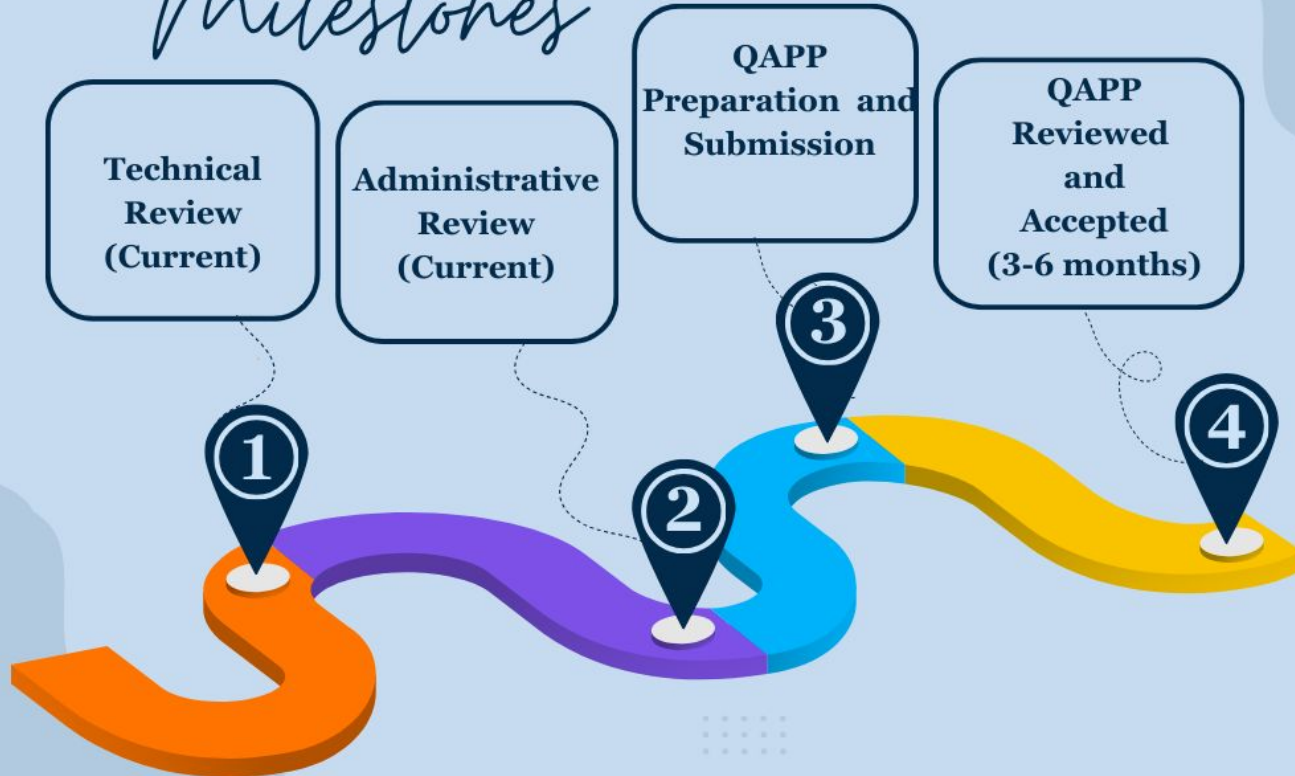 Milestones
Technical
Review
(Current)
Administrative
Review
(Current)
QAPP
Preparation and
Submission
QAPP
Reviewed
and
Accepted
(3-6 months)
1
2
3
4